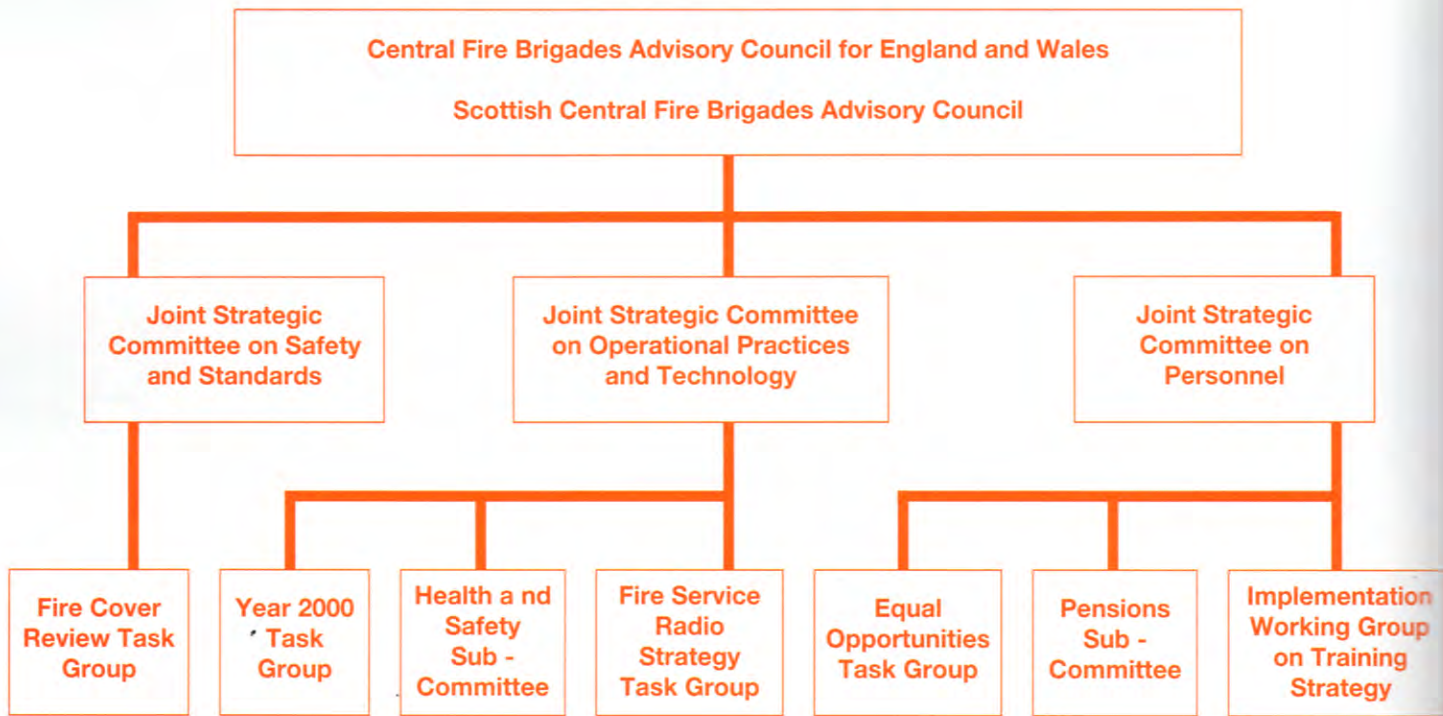 Central Fire Brigades Advisory Council for England and Wales
Scottish Central Fire Brigades Advisory Council
Joint Strategic
Committee on Safety
and Standards
Joint Strategic Committee
on Operational Practices
and Technology
Joint Strategic
Committee on
Personnel
Fire Cover
Review Task
Group
Year 2000
Task
Group
Health a nd
Safety
Sub -
Committee
Fire Service
Radio
Strategy
Task Group
Equal
Opportunities
Task Group
Pensions
Sub -
Committee
Implementation
Working Group
on Training
Strategy